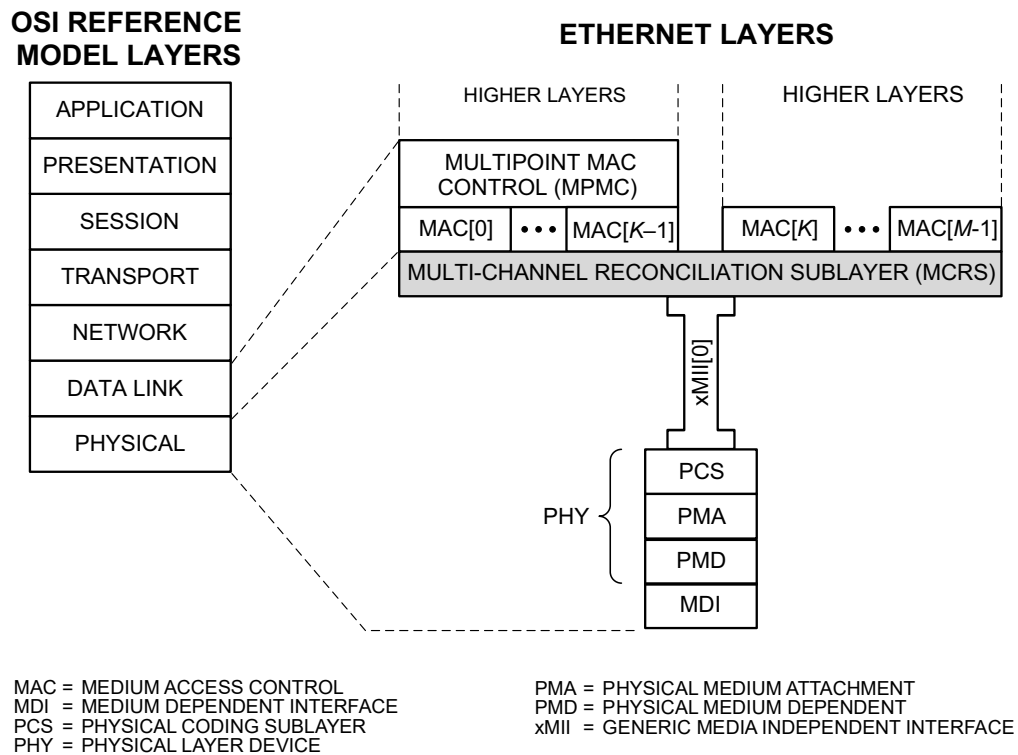 OSI REFERENCE
MODEL LAYERS
APPLICATION
PRESENTATION
SESSION
TRANSPORT
NETWORK
DATA LINK
PHYSICAL
ETHERNET LAYERS
HIGHER LAYERS
HIGHER LAYERS
MULTIPOINT MAC
CONTROL (MPMC)
MAC[0] ••• MAC[K–1]
MAC[K] ••• MAC[M-1]
MULTI-CHANNEL RECONCILIATION SUBLAYER (MCRS)
xMII[0]
PHY
PCS
PMA
PMD
MDI
MAC = MEDIUM ACCESS CONTROL
MDI = MEDIUM DEPENDENT INTERFACE
PCS = PHYSICAL CODING SUBLAYER
PHY = PHYSICAL LAYER DEVICE
PMA = PHYSICAL MEDIUM ATTACHMENT
PMD = PHYSICAL MEDIUM DEPENDENT
xMII = GENERIC MEDIA INDEPENDENT INTERFACE